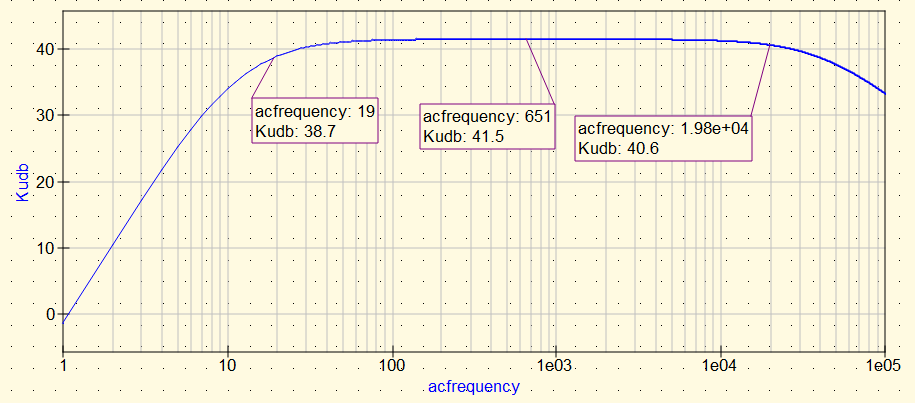 Kudb
40
30
20
10
0
acfrequency: 19
Kudb: 38.7
acfrequency: 651
Kudb: 41.5
acfrequency: 1.98e+04
Kudb: 40.6
1 10 100 1e03 1e04 1e05
acfrequency